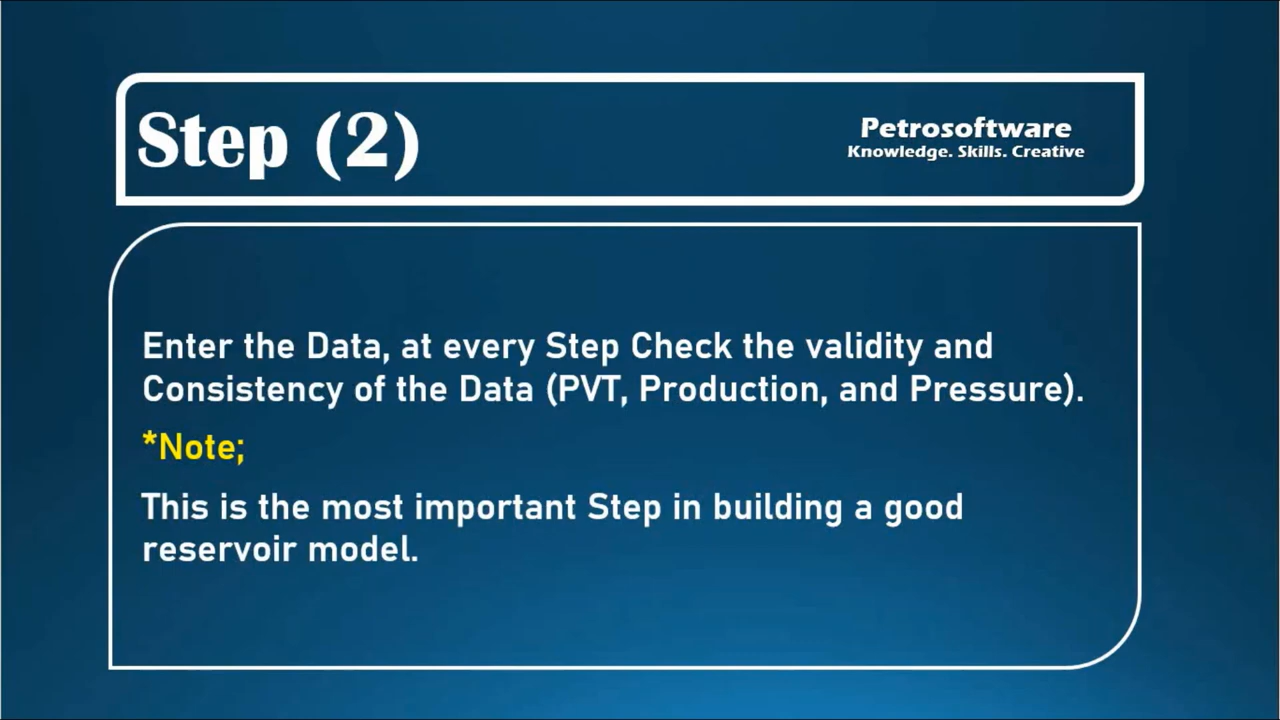 Step (2)
Petrosoftware
Knowledge. Skills. Creative
Enter the Data, at every Step Check the validity and
Consistency of the Data (PVT, Production, and Pressure).
*Note;
This is the most important Step in building a good
reservoir model.